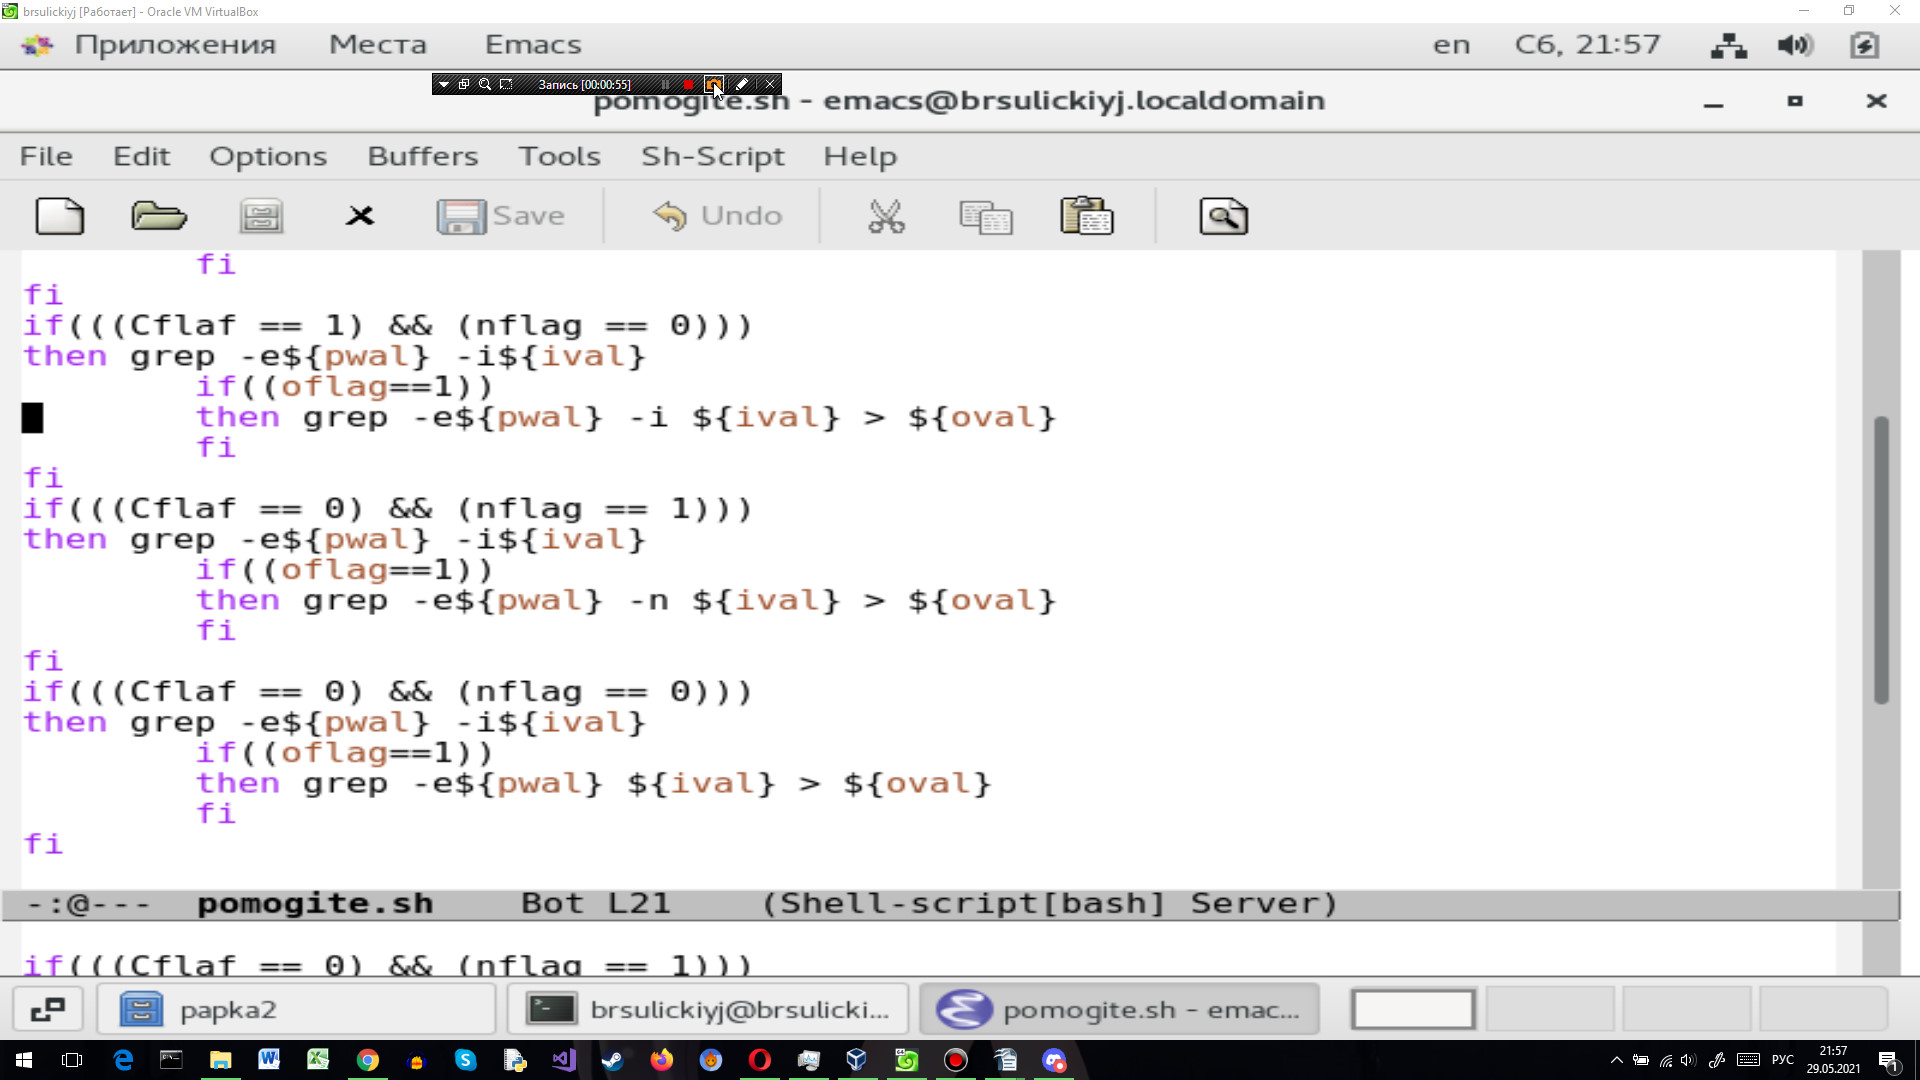 brsulickiyj [Работает] - Oracle VM VirtualBox
Приложения Места Emacs en Сб, 21:57
Запись [00:00:55]
pomogite.sh - emacs@brsulickiyj.localdomain
File Edit Options Buffers Tools Sh-Script Help
Save Undo
fi
fi
if(((Cflaf == 1) && (nflag == 0)))
then grep -e${pwal} -i${ival}
if((oflag==1))
then grep -e${pwal} -i ${ival} > ${oval}
fi
fi
if(((Cflaf == 0) && (nflag == 1)))
then grep -e${pwal} -i${ival}
if((oflag==1))
then grep -e${pwal} -n ${ival} > ${oval}
fi
fi
if(((Cflaf == 0) && (nflag == 0)))
then grep -e${pwal} -i${ival}
if((oflag==1))
then grep -e${pwal} ${ival} > ${oval}
fi
fi
-:@--- pomogite.sh Bot L21 (Shell-script[bash] Server)
if(((Cflaf == 0) && (nflag == 1)))
papka2 brsulickiyj@brsulicki... pomogite.sh - emac...
РУС 21:57
29.05.2021 1